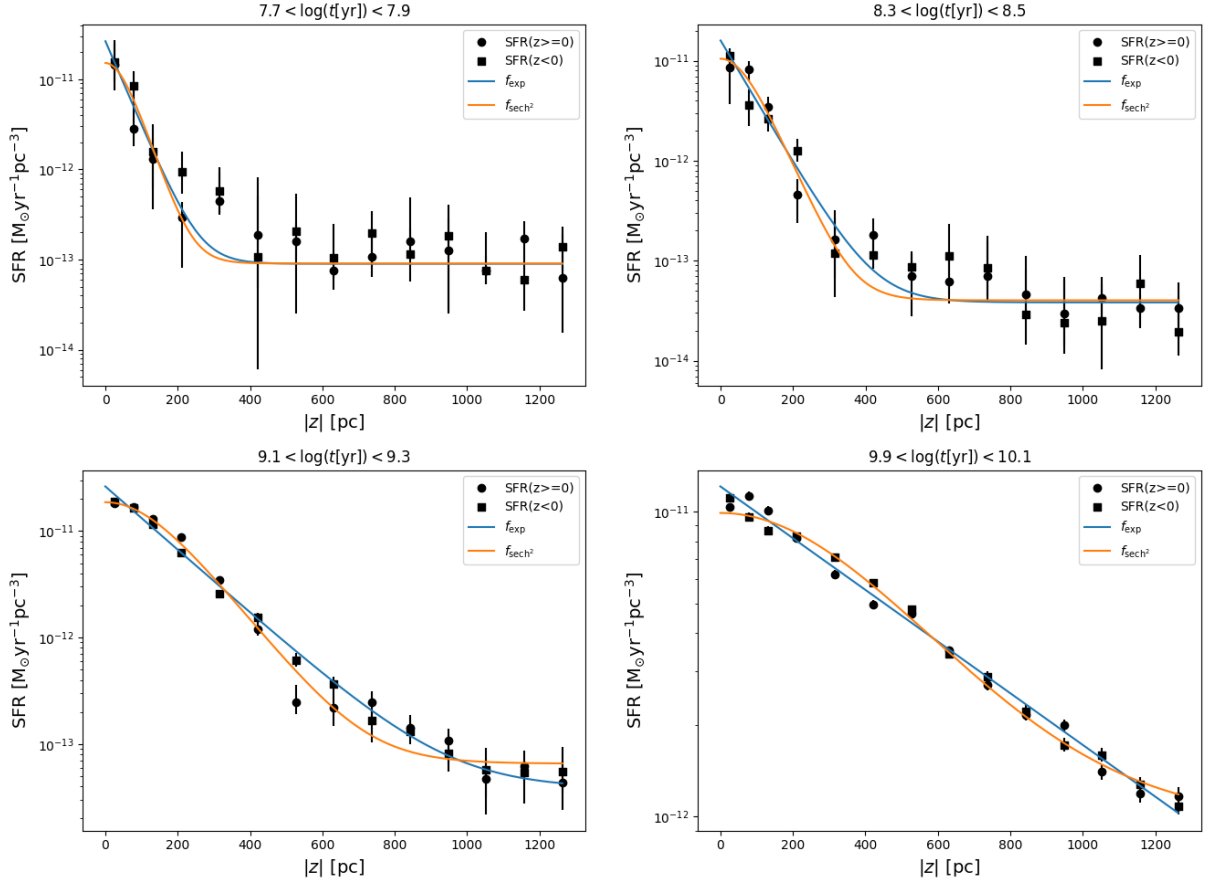 7.7 < log(t[yr]) < 7.9
SFR [M⊙yr⁻¹pc⁻³]
10⁻¹¹
10⁻¹²
10⁻¹³
10⁻¹⁴
SFR(z>=0)
SFR(z<0)
f_exp
f_sech²
0 200 400 600 800 1000 1200
|z| [pc]
8.3 < log(t[yr]) < 8.5
SFR [M⊙yr⁻¹pc⁻³]
10⁻¹¹
10⁻¹²
10⁻¹³
10⁻¹⁴
SFR(z>=0)
SFR(z<0)
f_exp
f_sech²
0 200 400 600 800 1000 1200
|z| [pc]
9.1 < log(t[yr]) < 9.3
SFR [M⊙yr⁻¹pc⁻³]
10⁻¹¹
10⁻¹²
10⁻¹³
SFR(z>=0)
SFR(z<0)
f_exp
f_sech²
0 200 400 600 800 1000 1200
|z| [pc]
9.9 < log(t[yr]) < 10.1
SFR [M⊙yr⁻¹pc⁻³]
10⁻¹¹
10⁻¹²
SFR(z>=0)
SFR(z<0)
f_exp
f_sech²
0 200 400 600 800 1000 1200
|z| [pc]